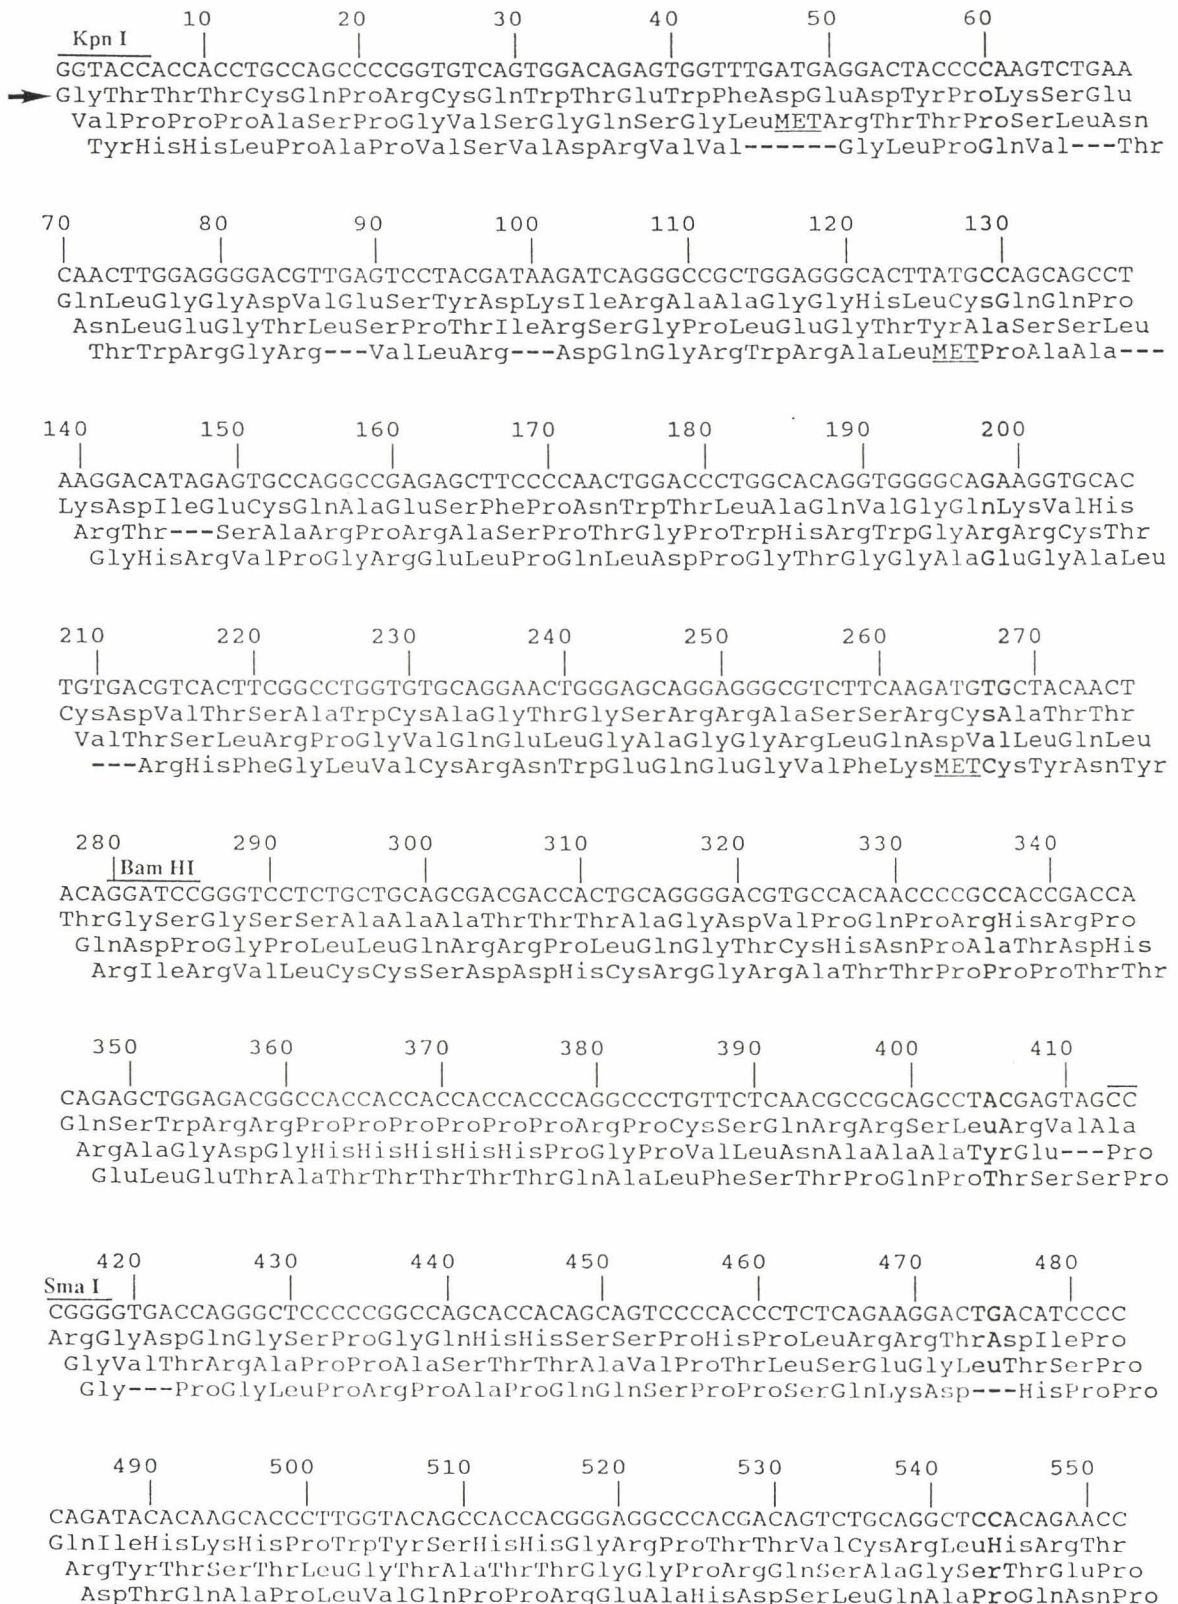 10 20 30 40 50 60
Kpn I
GGTACCACCACCTGCCAGCCCCGGTGTCAGTGGACAGAGTGGTTTGATGAGGACTACCCCAAGTCTGAA
GlyThrThrThrCysGlnProArgCysGlnTrpThrGluTrpPheAspGluAspTyrProLysSerGlu
ValProProProAlaSerProGlyValSerGlyGlnSerGlyLeuMETArgThrThrProSerLeuAsn
TyrHisHisLeuProAlaProValSerValAspArgValVal------GlyLeuProGlnVal---Thr
70 80 90 100 110 120 130
CAACTTGGAGGGGACGTTGAGTCCTACGATAAGATCAGGGCCGCTGGAGGGCACTTATGCCAGCAGCCT
GlnLeuGlyGlyAspValGluSerTyrAspLysIleArgAlaAlaGlyGlyHisLeuCysGlnGlnPro
AsnLeuGluGlyThrLeuSerProThrIleArgSerGlyProLeuGluGlyThrTyrAlaSerSerLeu
ThrTrpArgGlyArg---ValLeuArg---AspGlnGlyArgTrpArgAlaLeuMETProAlaAla---
140 150 160 170 180 190 200
AAGGACATAGAGTGCCAGGCCGAGAGCTTCCCCAACTGGACCCTGGCACAGGTGGGGCAGAAGGTGCAC
LysAspIleGluCysGlnAlaGluSerPheProAsnTrpThrLeuAlaGlnValGlyGlnLysValHis
ArgThr---SerAlaArgProArgAlaSerProThrGlyProTrpHisArgTrpGlyArgArgCysThr
GlyHisArgValProGlyArgGluLeuProGlnLeuAspProGlyThrGlyGlyAlaGluGlyAlaLeu
210 220 230 240 250 260 270
TGTGACGTCACTTCGGCCTGGTGTGCAGGAACTGGGAGCAGGAGGGCGTCTTCAAGATGTGCTACAACT
CysAspValThrSerAlaTrpCysAlaGlyThrGlySerArgArgAlaSerSerArgCysAlaThrThr
ValThrSerLeuArgProGlyValGlnGluLeuGlyAlaGlyGlyArgLeuGlnAspValLeuGlnLeu
---ArgHisPheGlyLeuValCysArgAsnTrpGluGlnGluGlyValPheLysMETCysTyrAsnTyr
280 290 300 310 320 330 340
Bam HI
ACAGGATCCGGGTCCTCTGCTGCAGCGACGACCACTGCAGGGGACGTGCCACAACCCCGCCACCGACCA
ThrGlySerGlySerSerAlaAlaAlaThrThrThrAlaGlyAspValProGlnProArgHisArgPro
GlnAspProGlyProLeuLeuGlnArgArgProLeuGlnGlyThrCysHisAsnProAlaThrAspHis
ArgIleArgValLeuCysCysSerAspAspHisCysArgGlyArgAlaThrThrProProProThrThr
350 360 370 380 390 400 410
CAGAGCTGGAGACGGCCACCACCACCACCACCCAGGCCCTGTTCTCAACGCCGCAGCCTACGAGTAGCC
GlnSerTrpArgArgProProProProProProArgProCysSerGlnArgArgSerLeuArgValAla
ArgAlaGlyAspGlyHisHisHisHisHisProGlyProValLeuAsnAlaAlaAlaTyrGlu---Pro
GluLeuGluThrAlaThrThrThrThrThrGlnAlaLeuPheSerThrProGlnProThrSerSerPro
420 430 440 450 460 470 480
Sma I
CGGGGTGACCAGGGCTCCCCCGGCCAGCACCACAGCAGTCCCCACCCTCTCAGAAGGACTGACATCCCC
ArgGlyAspGlnGlySerProGlyGlnHisHisSerSerProHisProLeuArgArgThrAspIlePro
GlyValThrArgAlaProProAlaSerThrThrAlaValProThrLeuSerGluGlyLeuThrSerPro
Gly---ProGlyLeuProArgProAlaProGlnGlnSerProProSerGlnLysAsp---HisProPro
490 500 510 520 530 540 550
CAGATACACAAGCACCCTTGGTACAGCCACCACGGGAGGCCCACGACAGTCTGCAGGCTCCACAGAACC
GlnIleHisLysHisProTrpTyrSerHisHisGlyArgProThrThrValCysArgLeuHisArgThr
ArgTyrThrSerThrLeuGlyThrAlaThrThrGlyGlyProArgGlnSerAlaGlySerThrGluPro
AspThrGlnAlaProLeuValGlnProProArgGluAlaHisAspSerLeuGlnAlaProGlnAsnPro